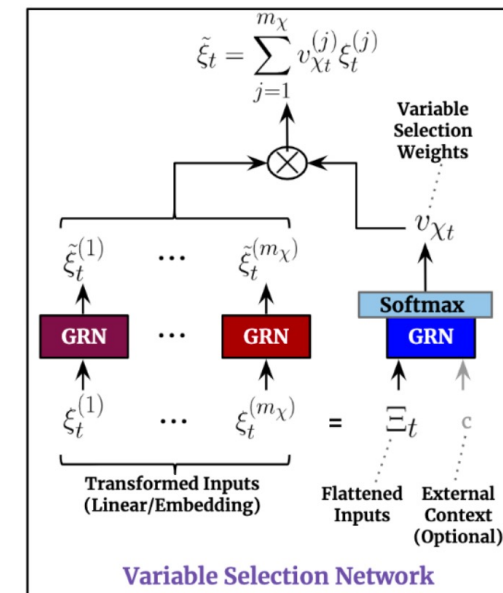 ξ̃_t = ∑_{j=1}^{m_χ} v_{χ_t}^{(j)} ξ_t^{(j)}
Variable
Selection
Weights
ξ̃_t^{(1)} ... ξ̃_t^{(m_χ)} v_{χ_t}
Softmax
GRN ... GRN GRN
ξ_t^{(1)} ... ξ_t^{(m_χ)} = Ξ_t c
Transformed Inputs
(Linear/Embedding)
Flattened
Inputs
External
Context
(Optional)
Variable Selection Network